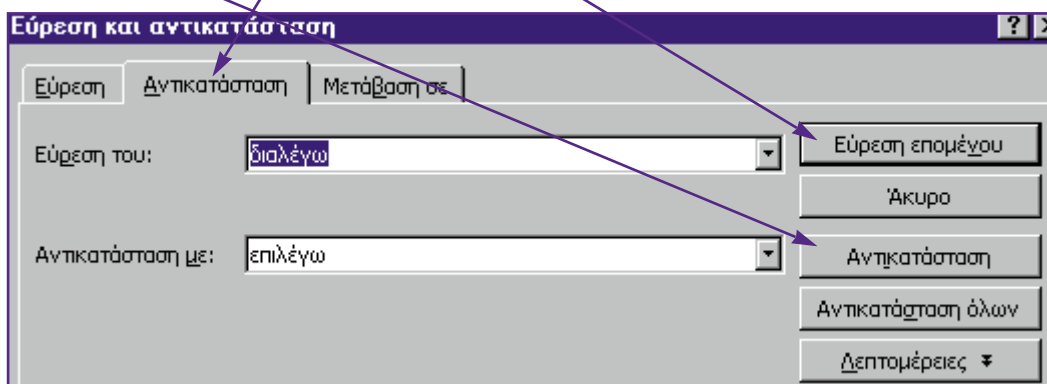 Εύρεση και αντικατάσταση
Εύρεση Αντικατάσταση Μετάβαση σε
Εύρεση του: διαλέγω Εύρεση επομένου
Άκυρο
Αντικατάσταση με: επιλέγω Αντικατάσταση
Αντικατάσταση όλων
Λεπτομέρειες